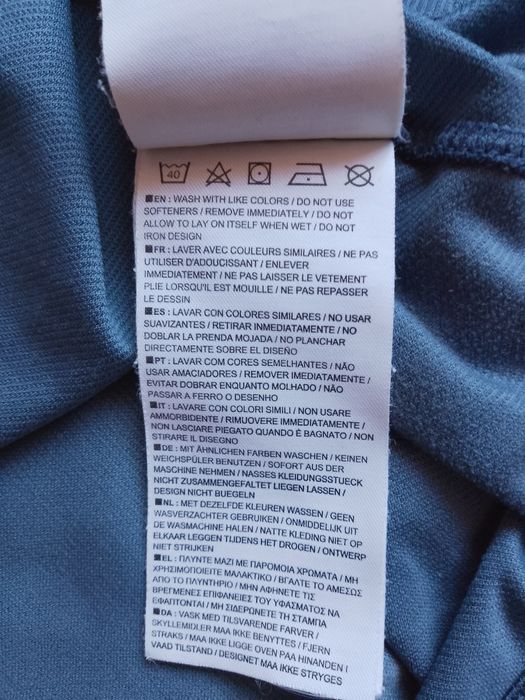 40
EN : WASH WITH LIKE COLORS / DO NOT USE
SOFTENERS / REMOVE IMMEDIATELY / DO NOT
ALLOW TO LAY ON ITSELF WHEN WET / DO NOT
IRON DESIGN
FR : LAVER AVEC COULEURS SIMILAIRES / NE PAS
UTILISER D'ADOUCISSANT / ENLEVER
IMMEDIATEMENT / NE PAS LAISSER LE VETEMENT
PLIE LORSQU'IL EST MOUILLE / NE PAS REPASSER
LE DESSIN
ES : LAVAR CON COLORES SIMILARES / NO USAR
SUAVIZANTES / RETIRAR INMEDIATAMENTE / NO
DOBLAR LA PRENDA MOJADA / NO PLANCHAR
DIRECTAMENTE SOBRE EL DISEÑO
PT : LAVAR COM CORES SEMELHANTES / NÃO
USAR AMACIADORES / REMOVER IMEDIATAMENTE /
EVITAR DOBRAR ENQUANTO MOLHADO / NÃO
PASSAR A FERRO O DESENHO
IT : LAVARE CON COLORI SIMILI / NON USARE
AMMORBIDENTE / RIMUOVERE IMMEDIATAMENTE /
NON LASCIARE PIEGATO QUANDO È BAGNATO / NON
STIRARE IL DISEGNO
DE : MIT ÄHNLICHEN FARBEN WASCHEN / KEINEN
WEICHSPÜLER BENUTZEN / SOFORT AUS DER
MASCHINE NEHMEN / NASSES KLEIDUNGSSTUECK
NICHT ZUSAMMENGEFALTET LIEGEN LASSEN /
DESIGN NICHT BUEGELN
NL : MET DEZELFDE KLEUREN WASSEN / GEEN
WASVERZACHTER GEBRUIKEN / ONMIDDELIJK UIT
DE WASMACHINE HALEN / NATTE KLEDING NIET OP
ELKAAR LEGGEN TIJDENS HET DROGEN / ONTWERP
NIET STRIJKEN
EL : ΠΛΥΝΤΕ ΜΑΖΙ ΜΕ ΠΑΡΟΜΟΙΑ ΧΡΩΜΑΤΑ / ΜΗ
ΧΡΗΣΙΜΟΠΟΙΕΙΤΕ ΜΑΛΑΚΤΙΚΟ / ΒΓΑΛΤΕ ΤΟ ΑΜΕΣΩΣ
ΑΠΟ ΤΟ ΠΛΥΝΤΗΡΙΟ / ΜΗΝ ΑΦΗΝΕΤΕ ΤΙΣ
ΒΡΕΓΜΕΝΕΣ ΕΠΙΦΑΝΕΙΕΣ ΤΟΥ ΥΦΑΣΜΑΤΟΣ ΝΑ
ΕΦΑΠΤΟΝΤΑΙ / ΜΗ ΣΙΔΕΡΩΝΕΤΕ ΤΗ ΣΤΑΜΠΑ
DA : VASK MED TILSVARENDE FARVER /
SKYLLEMIDLER MAA IKKE BENYTTES / FJERN
STRAKS / MAA IKKE LIGGE OVEN PAA HINANDEN I
VAAD TILSTAND / DESIGNET MAA IKKE STRYGES